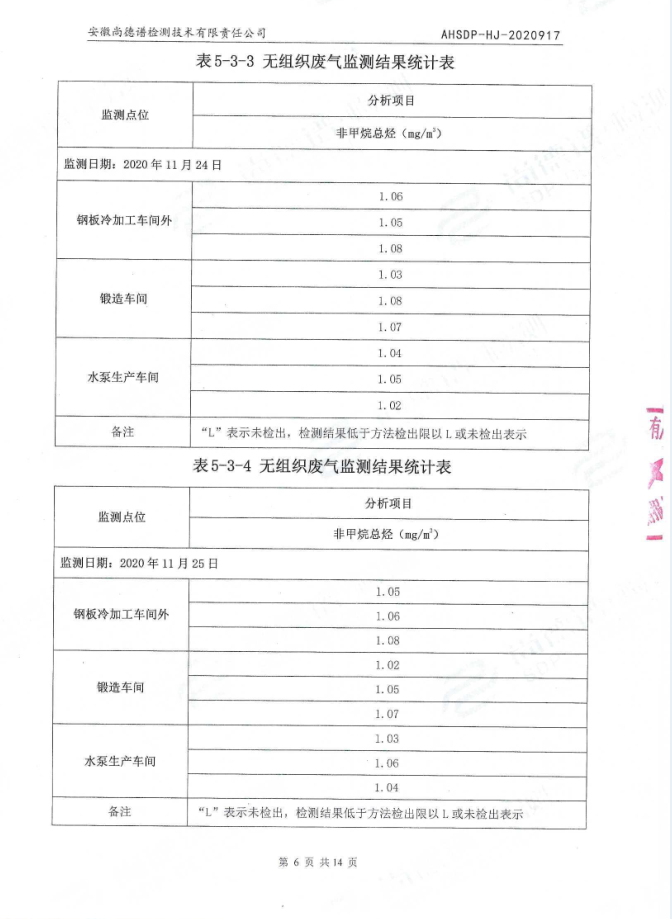 安徽尚德谱检测技术有限责任公司 AHSDP-HJ-2020917
表5-3-3 无组织废气监测结果统计表
监测点位
分析项目
非甲烷总烃（mg/m³）
监测日期：2020 年 11 月 24 日
钢板冷加工车间外
1.06
1.05
1.08
锻造车间
1.03
1.08
1.07
水泵生产车间
1.04
1.05
1.02
备注 “L”表示未检出，检测结果低于方法检出限以 L 或未检出表示
表5-3-4 无组织废气监测结果统计表
监测点位
分析项目
非甲烷总烃（mg/m³）
监测日期：2020 年 11 月 25 日
钢板冷加工车间外
1.05
1.06
1.08
锻造车间
1.02
1.05
1.07
水泵生产车间
1.03
1.06
1.04
备注 “L”表示未检出，检测结果低于方法检出限以 L 或未检出表示
第 6 页 共 14 页